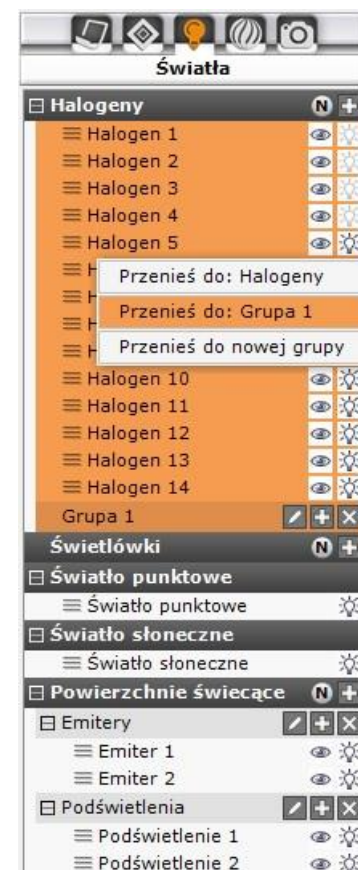 Światła
Halogeny N
Halogen 1
Halogen 2
Halogen 3
Halogen 4
Halogen 5
H
Przenieś do: Halogeny
H
Przenieś do: Grupa 1
H
H
Przenieś do nowej grupy
Halogen 10
Halogen 11
Halogen 12
Halogen 13
Halogen 14
Grupa 1
Świetlówki N
Światło punktowe
Światło punktowe
Światło słoneczne
Światło słoneczne
Powierzchnie świecące N
Emitery
Emiter 1
Emiter 2
Podświetlenia
Podświetlenie 1
Podświetlenie 2